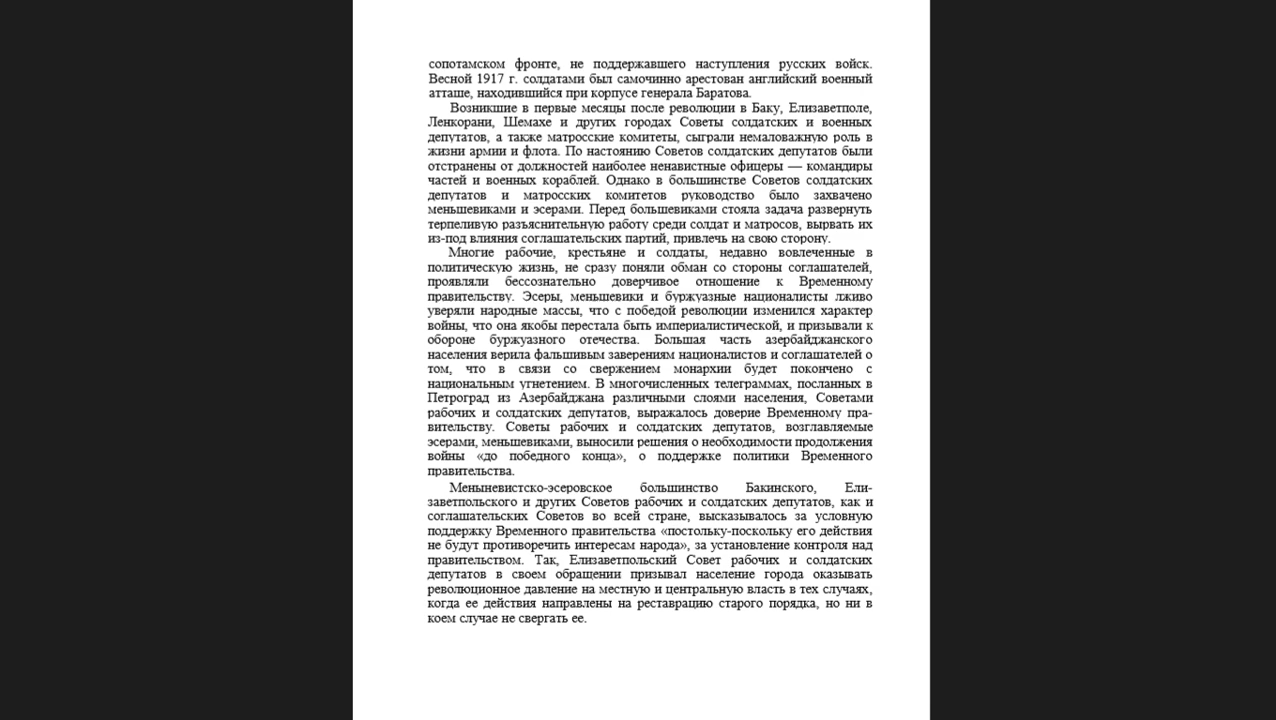 сопотамском фронте, не поддержавшего наступления русских войск.
Весной 1917 г. солдатами был самочинно арестован английский военный
атташе, находившийся при корпусе генерала Баратова.
Возникшие в первые месяцы после революции в Баку, Елизаветполе,
Ленкорани, Шемахе и других городах Советы солдатских и военных
депутатов, а также матросские комитеты, сыграли немаловажную роль в
жизни армии и флота. По настоянию Советов солдатских депутатов были
отстранены от должностей наиболее ненавистные офицеры — командиры
частей и военных кораблей. Однако в большинстве Советов солдатских
депутатов и матросских комитетов руководство было захвачено
меньшевиками и эсерами. Перед большевиками стояла задача развернуть
терпеливую разъяснительную работу среди солдат и матросов, вырвать их
из-под влияния соглашательских партий, привлечь на свою сторону.
Многие рабочие, крестьяне и солдаты, недавно вовлеченные в
политическую жизнь, не сразу поняли обман со стороны соглашателей,
проявляли бессознательно доверчивое отношение к Временному
правительству. Эсеры, меньшевики и буржуазные националисты лживо
уверяли народные массы, что с победой революции изменился характер
войны, что она якобы перестала быть империалистической, и призывали к
обороне буржуазного отечества. Большая часть азербайджанского
населения верила фальшивым заверениям националистов и соглашателей о
том, что в связи со свержением монархии будет покончено с
национальным угнетением. В многочисленных телеграммах, посланных в
Петроград из Азербайджана различными слоями населения, Советами
рабочих и солдатских депутатов, выражалось доверие Временному пра-
вительству. Советы рабочих и солдатских депутатов, возглавляемые
эсерами, меньшевиками, выносили решения о необходимости продолжения
войны «до победного конца», о поддержке политики Временного
правительства.
Меныневистско-эсеровское большинство Бакинского, Ели-
заветпольского и других Советов рабочих и солдатских депутатов, как и
соглашательских Советов во всей стране, высказывалось за условную
поддержку Временного правительства «постольку-поскольку его действия
не будут противоречить интересам народа», за установление контроля над
правительством. Так, Елизаветпольский Совет рабочих и солдатских
депутатов в своем обращении призывал население города оказывать
революционное давление на местную и центральную власть в тех случаях,
когда ее действия направлены на реставрацию старого порядка, но ни в
коем случае не свергать ее.